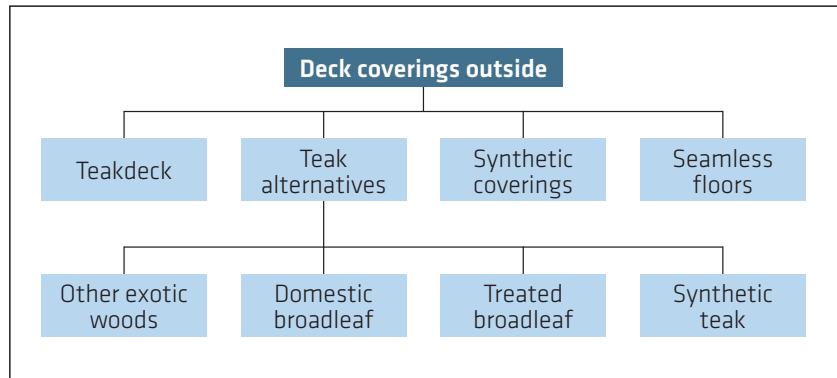 Deck coverings outside
Teakdeck
Teak
alternatives
Synthetic
coverings
Seamless
floors
Other exotic
woods
Domestic
broadleaf
Treated
broadleaf
Synthetic
teak